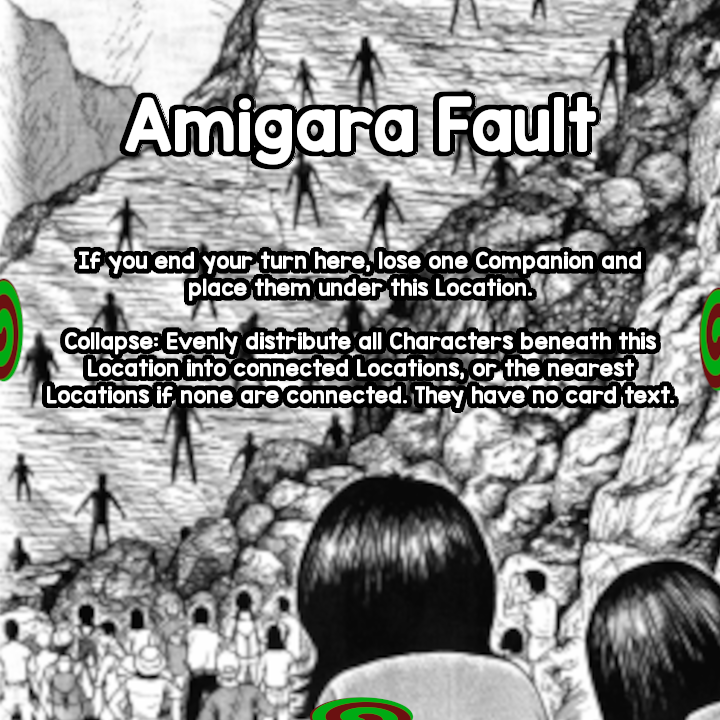 Amigara Fault
If you end your turn here, lose one Companion and
place them under this Location.
Collapse: Evenly distribute all Characters beneath this
Location into connected Locations, or the nearest
Locations if none are connected. They have no card text.